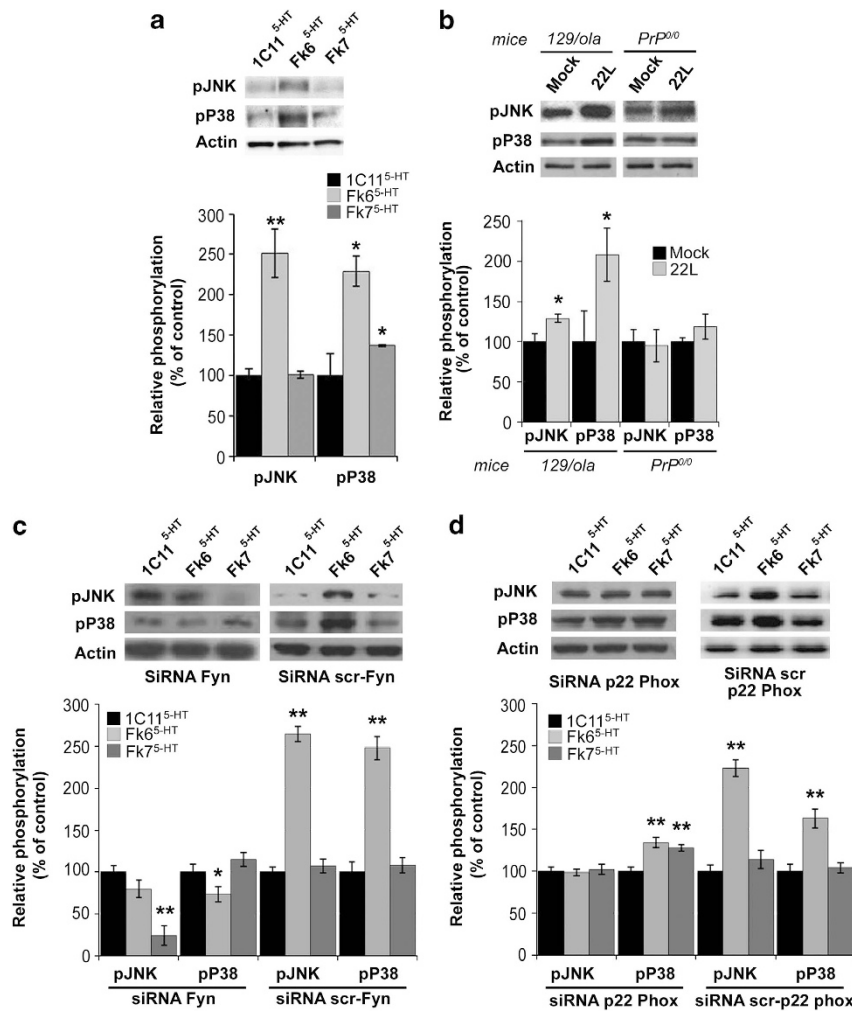 a
1C11 5-HT Fk6 5-HT Fk7 5-HT
pJNK
pP38
Actin
1C11 5-HT
Fk6 5-HT
Fk7 5-HT
Relative phosphorylation
(% of control)
300
250
200
150
100
50
0
** * *
pJNK pP38
b
mice 129/ola PrP0/0
Mock 22L Mock 22L
pJNK
pP38
Actin
Mock
22L
Relative phosphorylation
(% of control)
300
250
200
150
100
50
0
* *
pJNK pP38 pJNK pP38
mice 129/ola PrP0/0
c
1C11 5-HT Fk6 5-HT Fk7 5-HT 1C11 5-HT Fk6 5-HT Fk7 5-HT
pJNK
pP38
Actin
SiRNA Fyn SiRNA scr-Fyn
1C11 5-HT
Fk6 5-HT
Fk7 5-HT
Relative phosphorylation
(% of control)
300
250
200
150
100
50
0
** * ** **
pJNK pP38 pJNK pP38
siRNA Fyn siRNA scr-Fyn
d
1C11 5-HT Fk6 5-HT Fk7 5-HT 1C11 5-HT Fk6 5-HT Fk7 5-HT
pJNK
pP38
Actin
SiRNA p22 Phox SiRNA scr
p22 Phox
1C11 5-HT
Fk6 5-HT
Fk7 5-HT
Relative phosphorylation
(% of control)
300
250
200
150
100
50
0
** ** ** **
pJNK pP38 pJNK pP38
siRNA p22 Phox siRNA scr-p22 phox